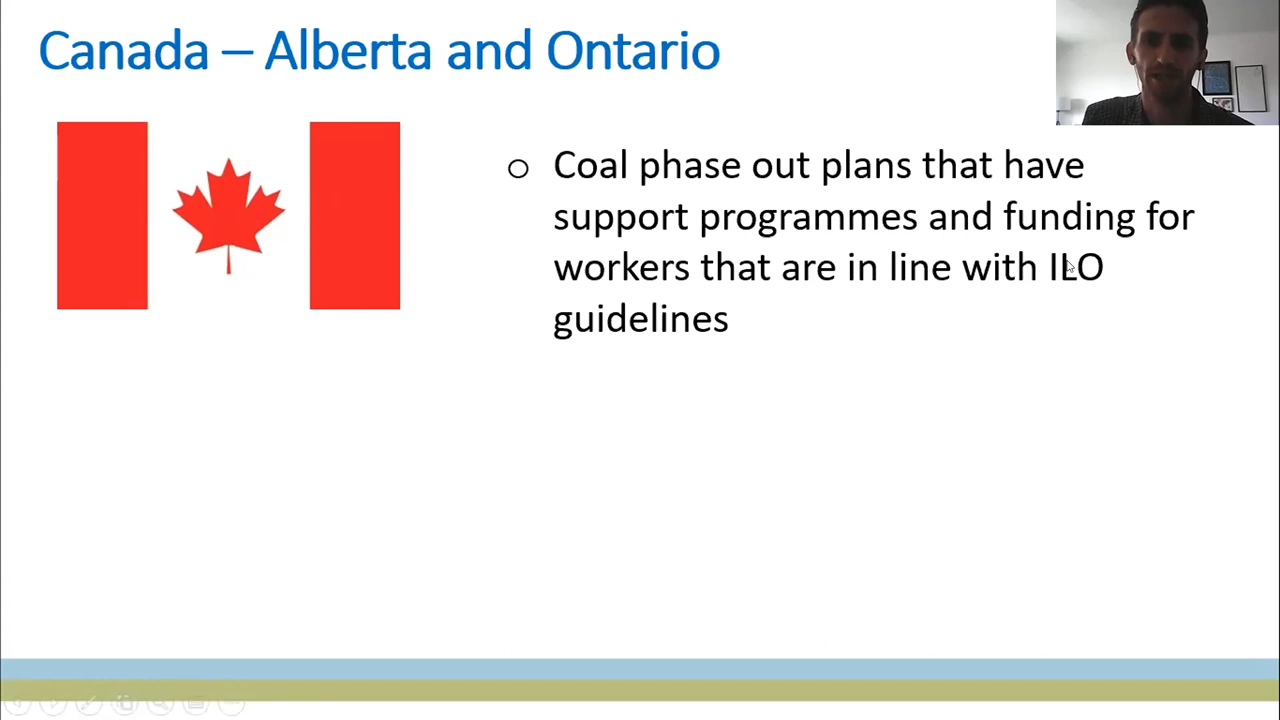 Canada – Alberta and Ontario
o Coal phase out plans that have
support programmes and funding for
workers that are in line with ILO
guidelines